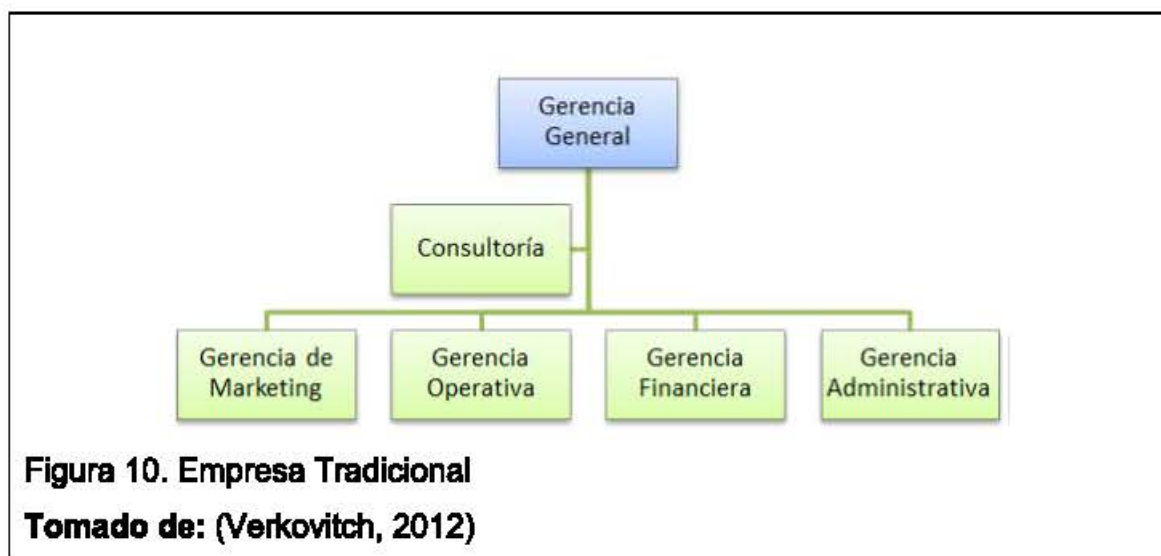 Gerencia
General
Consultoría
Gerencia de
Marketing
Gerencia
Operativa
Gerencia
Financiera
Gerencia
Administrativa
Figura 10. Empresa Tradicional
Tomado de: (Verkovitch, 2012)